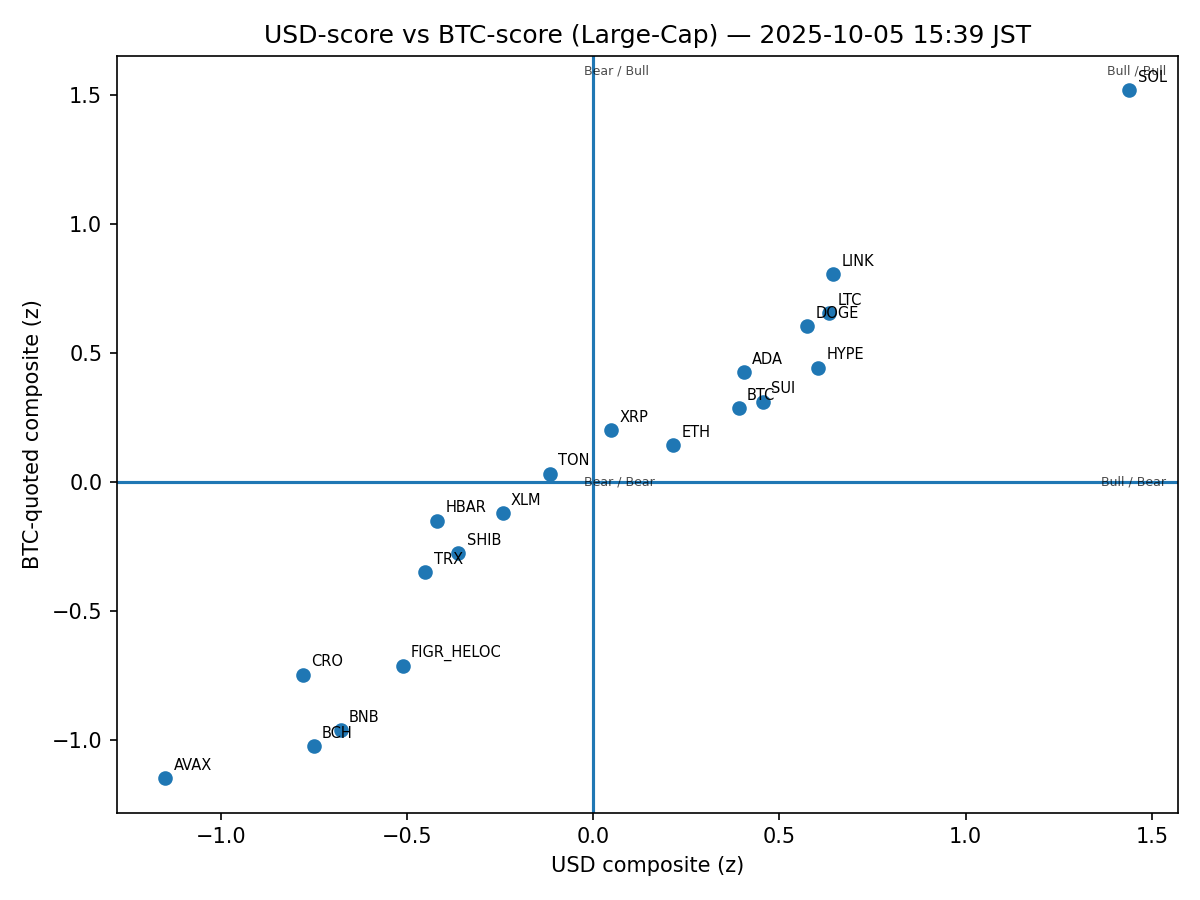 USD-score vs BTC-score (Large-Cap) — 2025-10-05 15:39 JST
Bear / Bull
Bull / Bull
SOL
1.5
1.0
LINK
LTC
DOGE
0.5
HYPE
ADA
SUI
BTC
XRP
ETH
TON
0.0
Bear / Bear
Bull / Bear
XLM
HBAR
SHIB
TRX
−0.5
FIGR_HELOC
CRO
BNB
BCH
−1.0
AVAX
−1.0
−0.5
0.0
0.5
1.0
1.5
USD composite (z)
BTC-quoted composite (z)